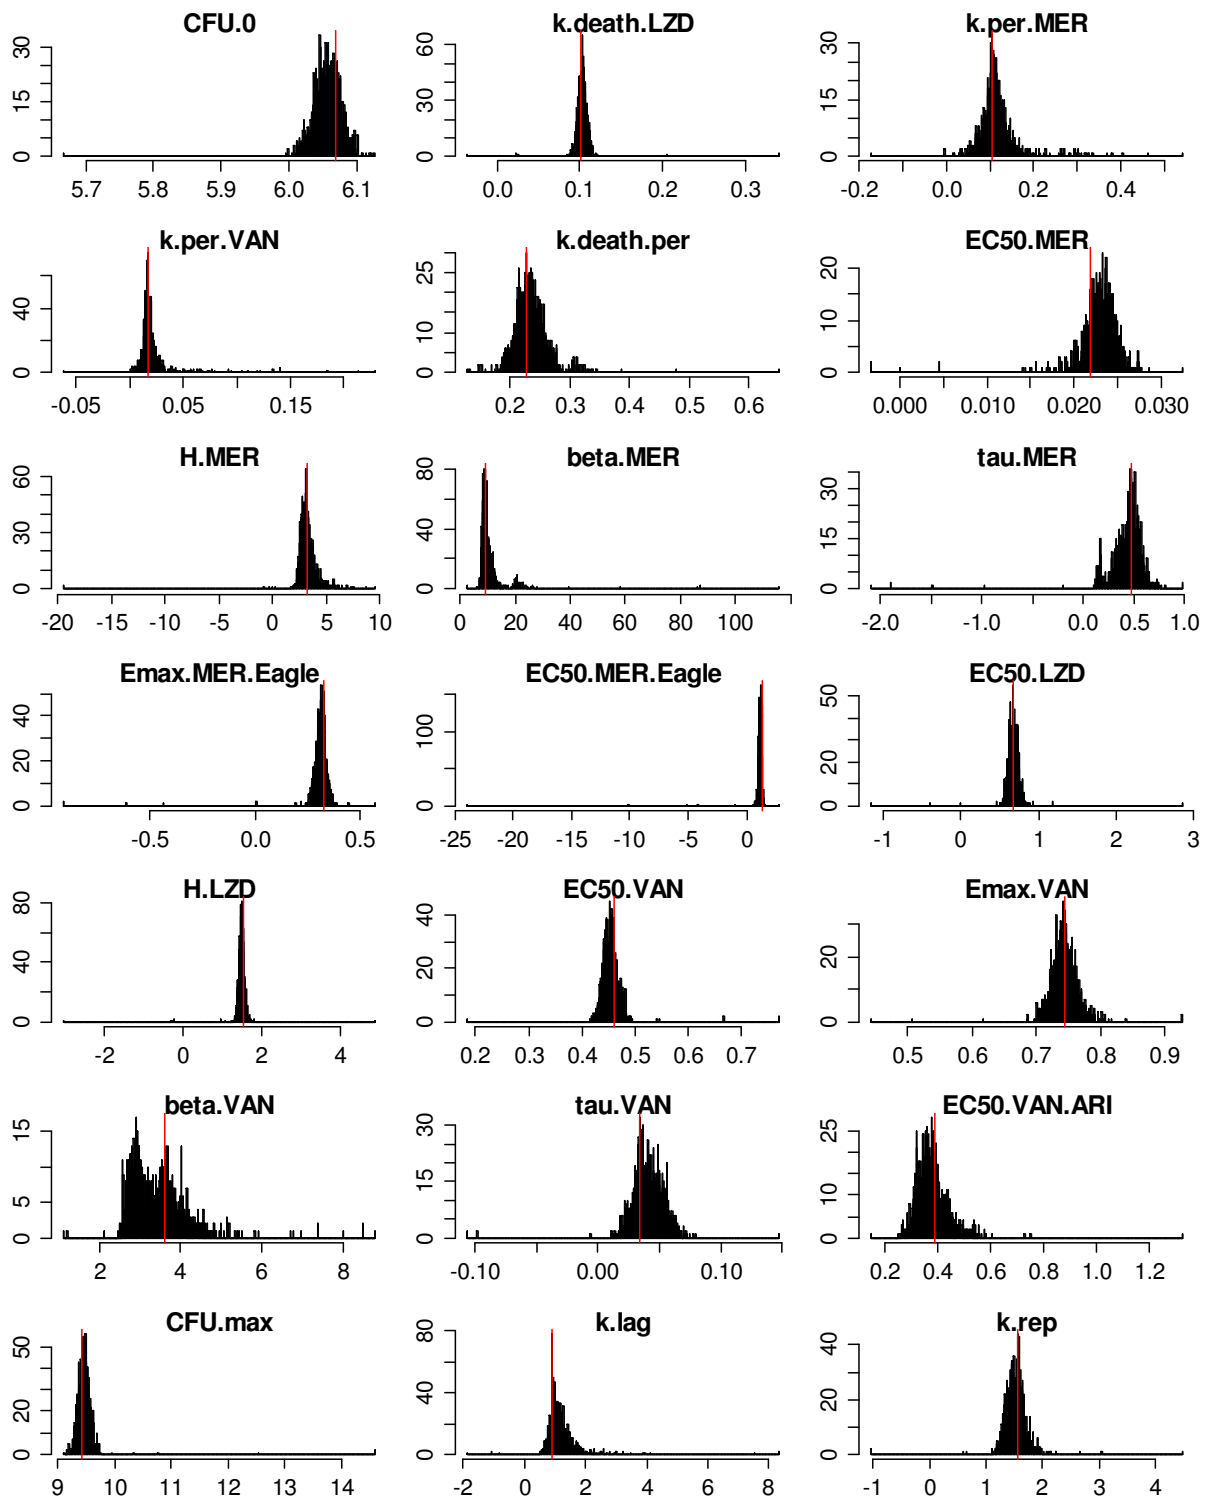 CFU.0 k.death.LZD k.per.MER
0 15 30 0 30 60 0 15 30
5.7 5.8 5.9 6.0 6.1 0.0 0.1 0.2 0.3 -0.2 0.0 0.2 0.4
k.per.VAN k.death.per EC50.MER
0 40 0 10 25 0 10 20
-0.05 0.05 0.15 0.2 0.3 0.4 0.5 0.6 0.000 0.010 0.020 0.030
H.MER beta.MER tau.MER
0 30 60 0 40 80 0 15 30
-20 -15 -10 -5 0 5 10 0 20 40 60 80 100 -2.0 -1.0 0.0 0.5 1.0
Emax.MER.Eagle EC50.MER.Eagle EC50.LZD
0 20 40 0 100 0 20 50
-0.5 0.0 0.5 -25 -20 -15 -10 -5 0 -1 0 1 2 3
H.LZD EC50.VAN Emax.VAN
0 40 80 0 20 40 0 20
-2 0 2 4 0.2 0.3 0.4 0.5 0.6 0.7 0.5 0.6 0.7 0.8 0.9
beta.VAN tau.VAN EC50.VAN.ARI
0 5 15 0 15 30 0 10 25
2 4 6 8 -0.10 0.00 0.10 0.2 0.4 0.6 0.8 1.0 1.2
CFU.max k.lag k.rep
0 20 50 0 40 80 0 20 40
9 10 11 12 13 14 -2 0 2 4 6 8 -1 0 1 2 3 4